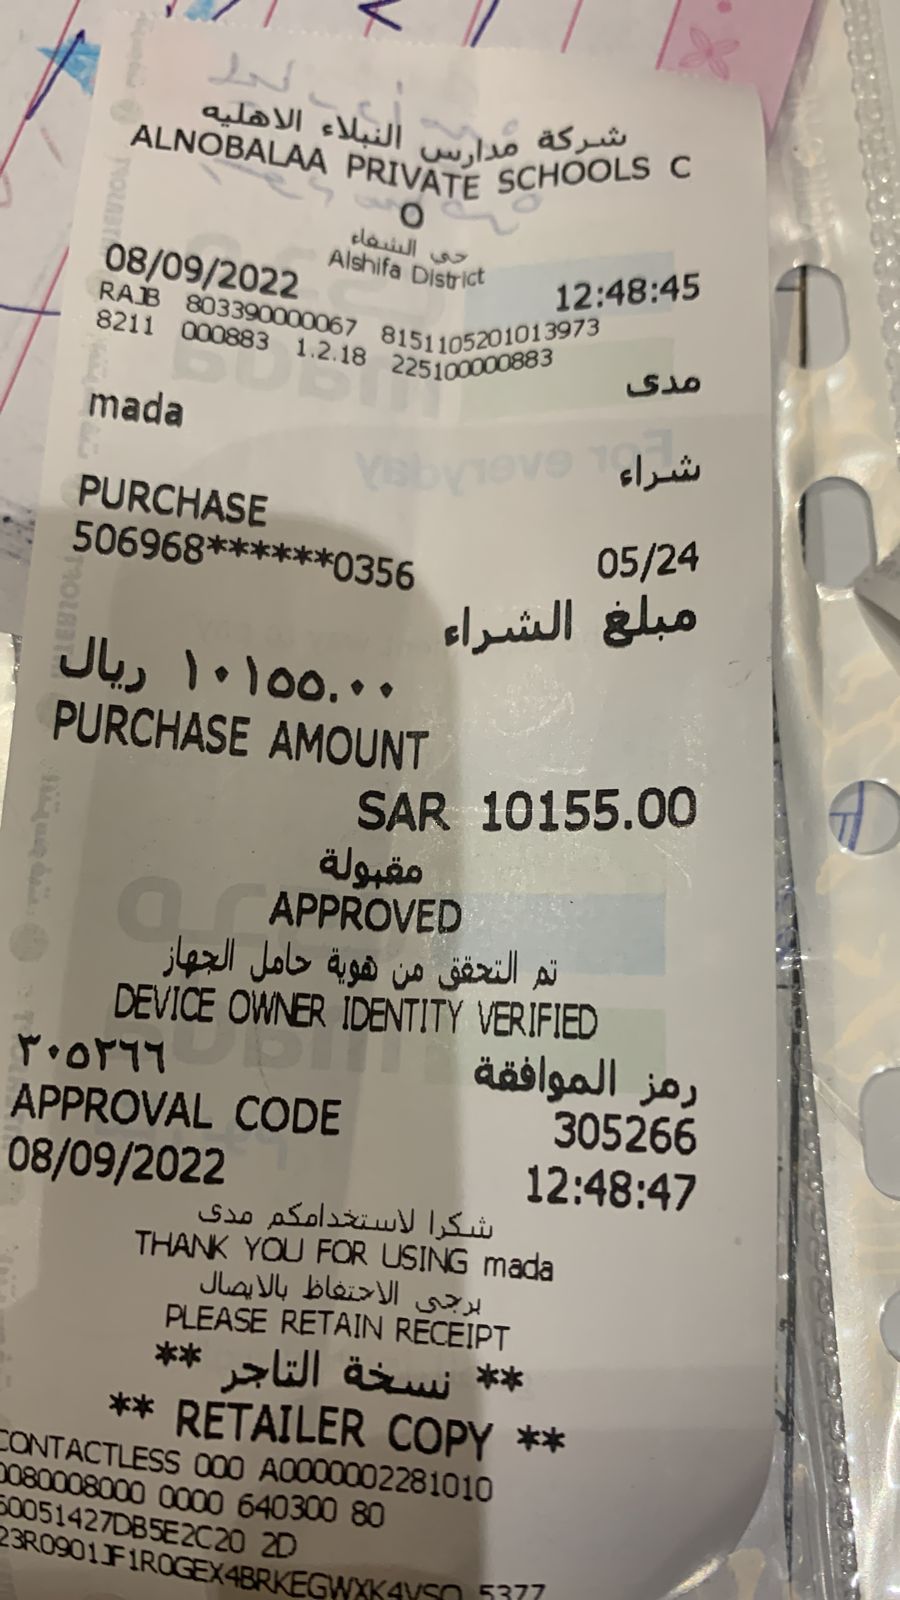 شركة مدارس النبلاء الاهليه
ALNOBALAA PRIVATE SCHOOLS C
O
حي الشفاء
Alshifa District
08/09/2022 12:48:45
RAJB 803390000067 8151105201013973
8211 000883 1.2.18 225100000883
مدى
mada
شراء
PURCHASE
506968******0356 05/24
مبلغ الشراء
١٠١٥٥.٠٠ ريال
PURCHASE AMOUNT
SAR 10155.00
مقبولة
APPROVED
تم التحقق من هوية حامل الجهاز
DEVICE OWNER IDENTITY VERIFIED
رمز الموافقة ٣٠٥٢٦٦
APPROVAL CODE 305266
08/09/2022 12:48:47
شكرا لاستخدامكم مدى
THANK YOU FOR USING mada
يرجى الاحتفاظ بالايصال
PLEASE RETAIN RECEIPT
** نسخة التاجر **
** RETAILER COPY **
CONTACTLESS 000 A0000002281010
0080008000 0000 640300 80
60051427DB5E2C20 2D
5377